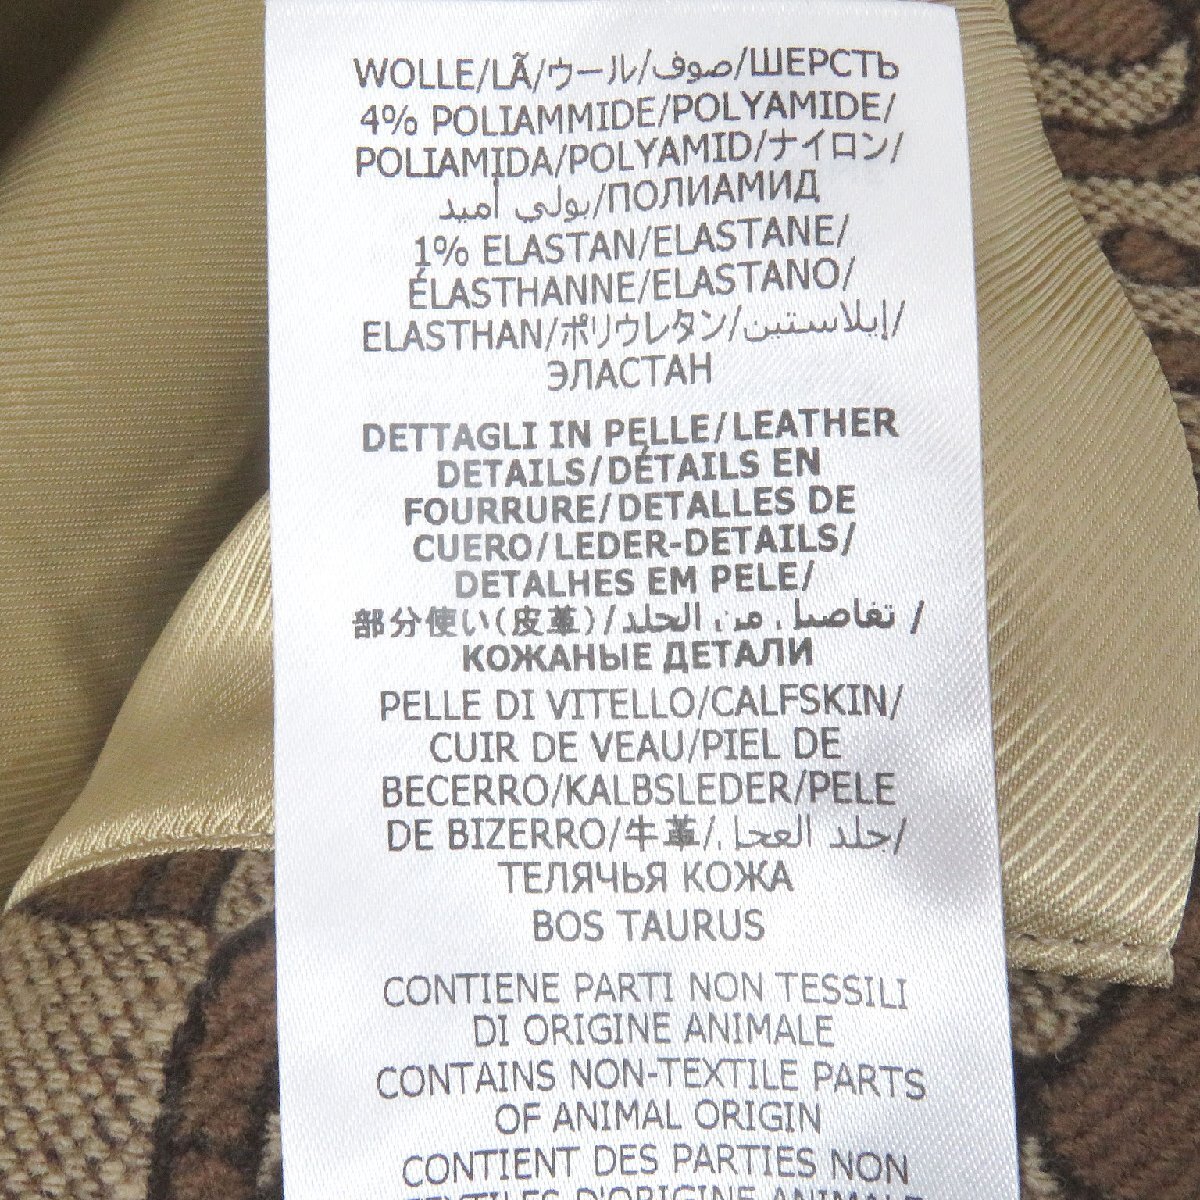 WOLLE/LÃ/ウール/صوف/ШЕРСТЬ
4% POLIAMMIDE/POLYAMIDE/
POLIAMIDA/POLYAMID/ナイロン/
بولي أميد/ПОЛИАМИД
1% ELASTAN/ELASTANE/
ÉLASTHANNE/ELASTANO/
ELASTHAN/ポリウレタン/إيلاستين/
ЭЛАСТАН
DETTAGLI IN PELLE/LEATHER
DETAILS/DÉTAILS EN
FOURRURE/DETALLES DE
CUERO/LEDER-DETAILS/
DETALHES EM PELE/
部分使い(皮革)/تفاصيل من الجلد/
КОЖАНЫЕ ДЕТАЛИ
PELLE DI VITELLO/CALFSKIN/
CUIR DE VEAU/PIEL DE
BECERRO/KALBSLEDER/PELE
DE BIZERRO/牛革/جلد العجل/
ТЕЛЯЧЬЯ КОЖА
BOS TAURUS
CONTIENE PARTI NON TESSILI
DI ORIGINE ANIMALE
CONTAINS NON-TEXTILE PARTS
OF ANIMAL ORIGIN
CONTIENT DES PARTIES NON
TEXTILES D'ORIGINE ANIMALE